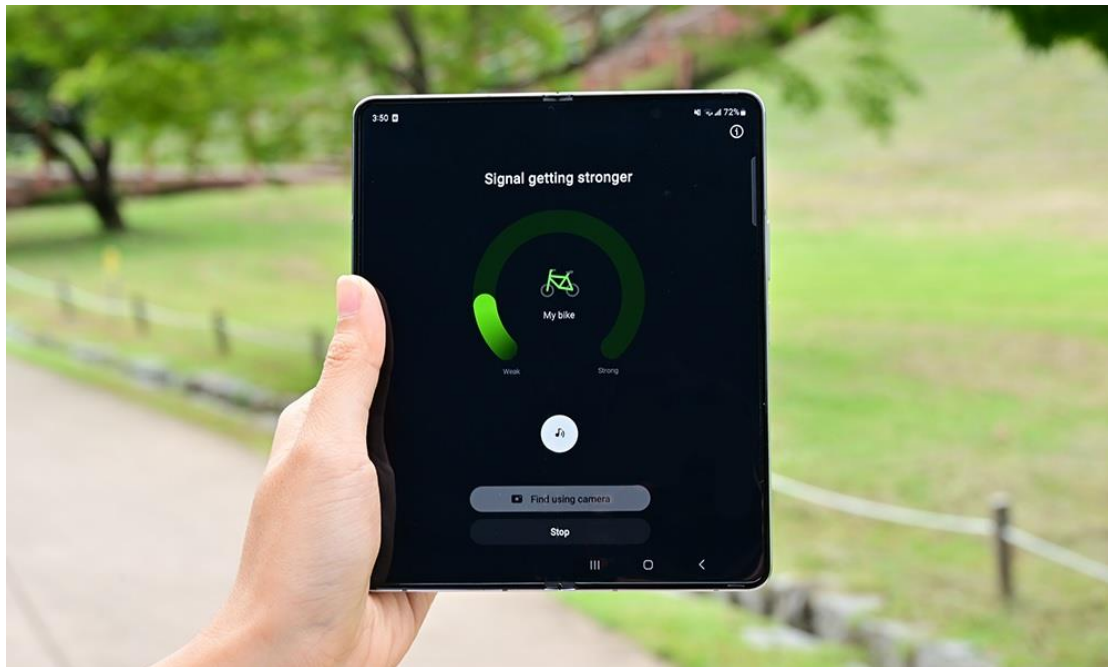 3:50
72%
Signal getting stronger
My bike
Weak Strong
Find using camera
Stop